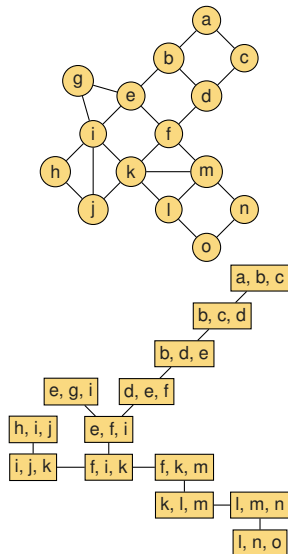 a
b c
g e d
i f
h k m
j l n
o
a, b, c
b, c, d
b, d, e
e, g, i d, e, f
h, i, j e, f, i
i, j, k f, i, k f, k, m
k, l, m l, m, n
l, n, o